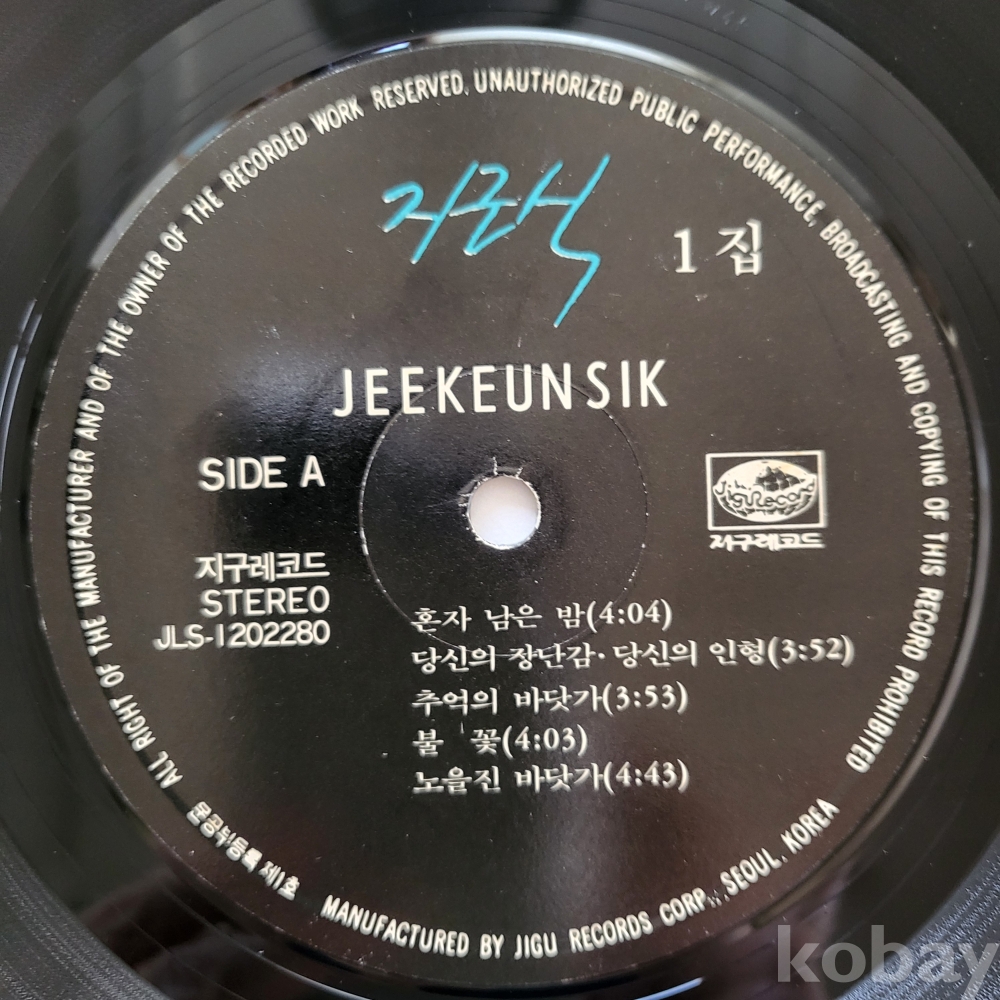 ALL RIGHT OF THE MANUFACTURER AND OF THE OWNER OF THE RECORDED WORK RESERVED, UNAUTHORIZED PUBLIC PERFORMANCE, BROADCASTING AND COPYING OF THIS RECORD PROHIBITED
지근식
1 집
JEEKEUNSIK
SIDE A
Jigu Record
지구레코드
지구레코드
STEREO
JLS-1202280
혼자 남은 밤(4:04)
당신의 장난감·당신의 인형(3:52)
추억의 바닷가(3:53)
불 꽃(4:03)
노을진 바닷가(4:43)
문공부등록 제1호
MANUFACTURED BY JIGU RECORDS CORP., SEOUL, KOREA
kobay